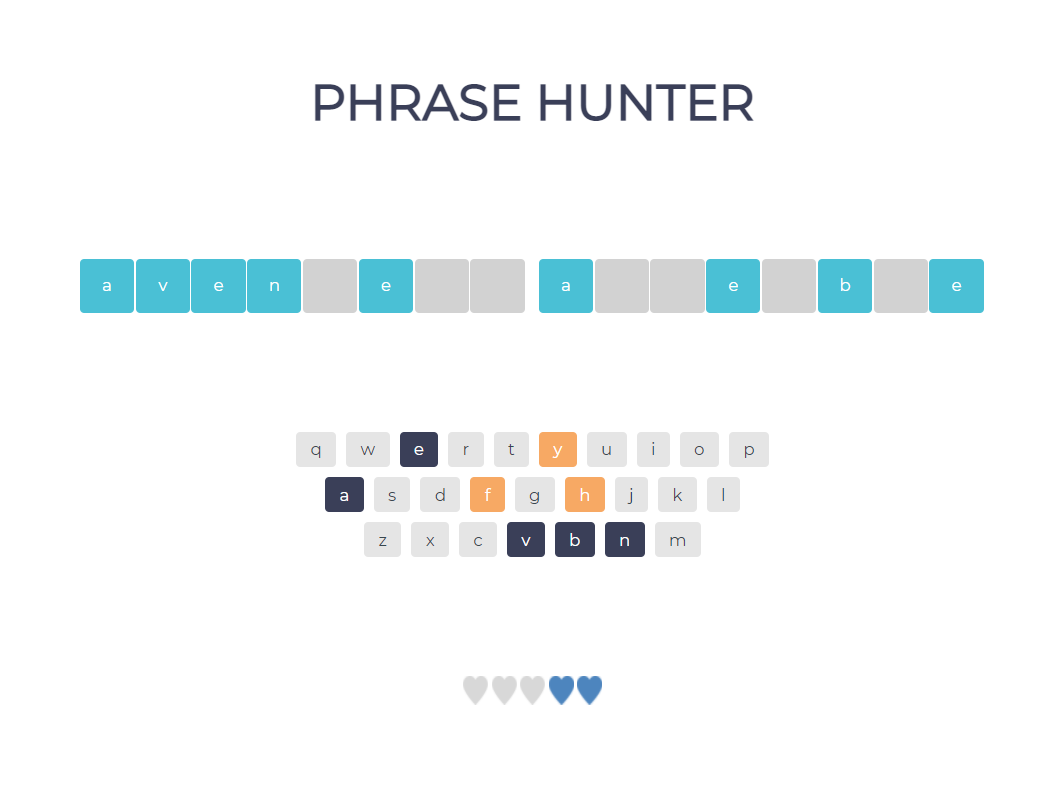 PHRASE HUNTER
a v e n e a e b e
q w e r t y u i o p
a s d f g h j k l
z x c v b n m